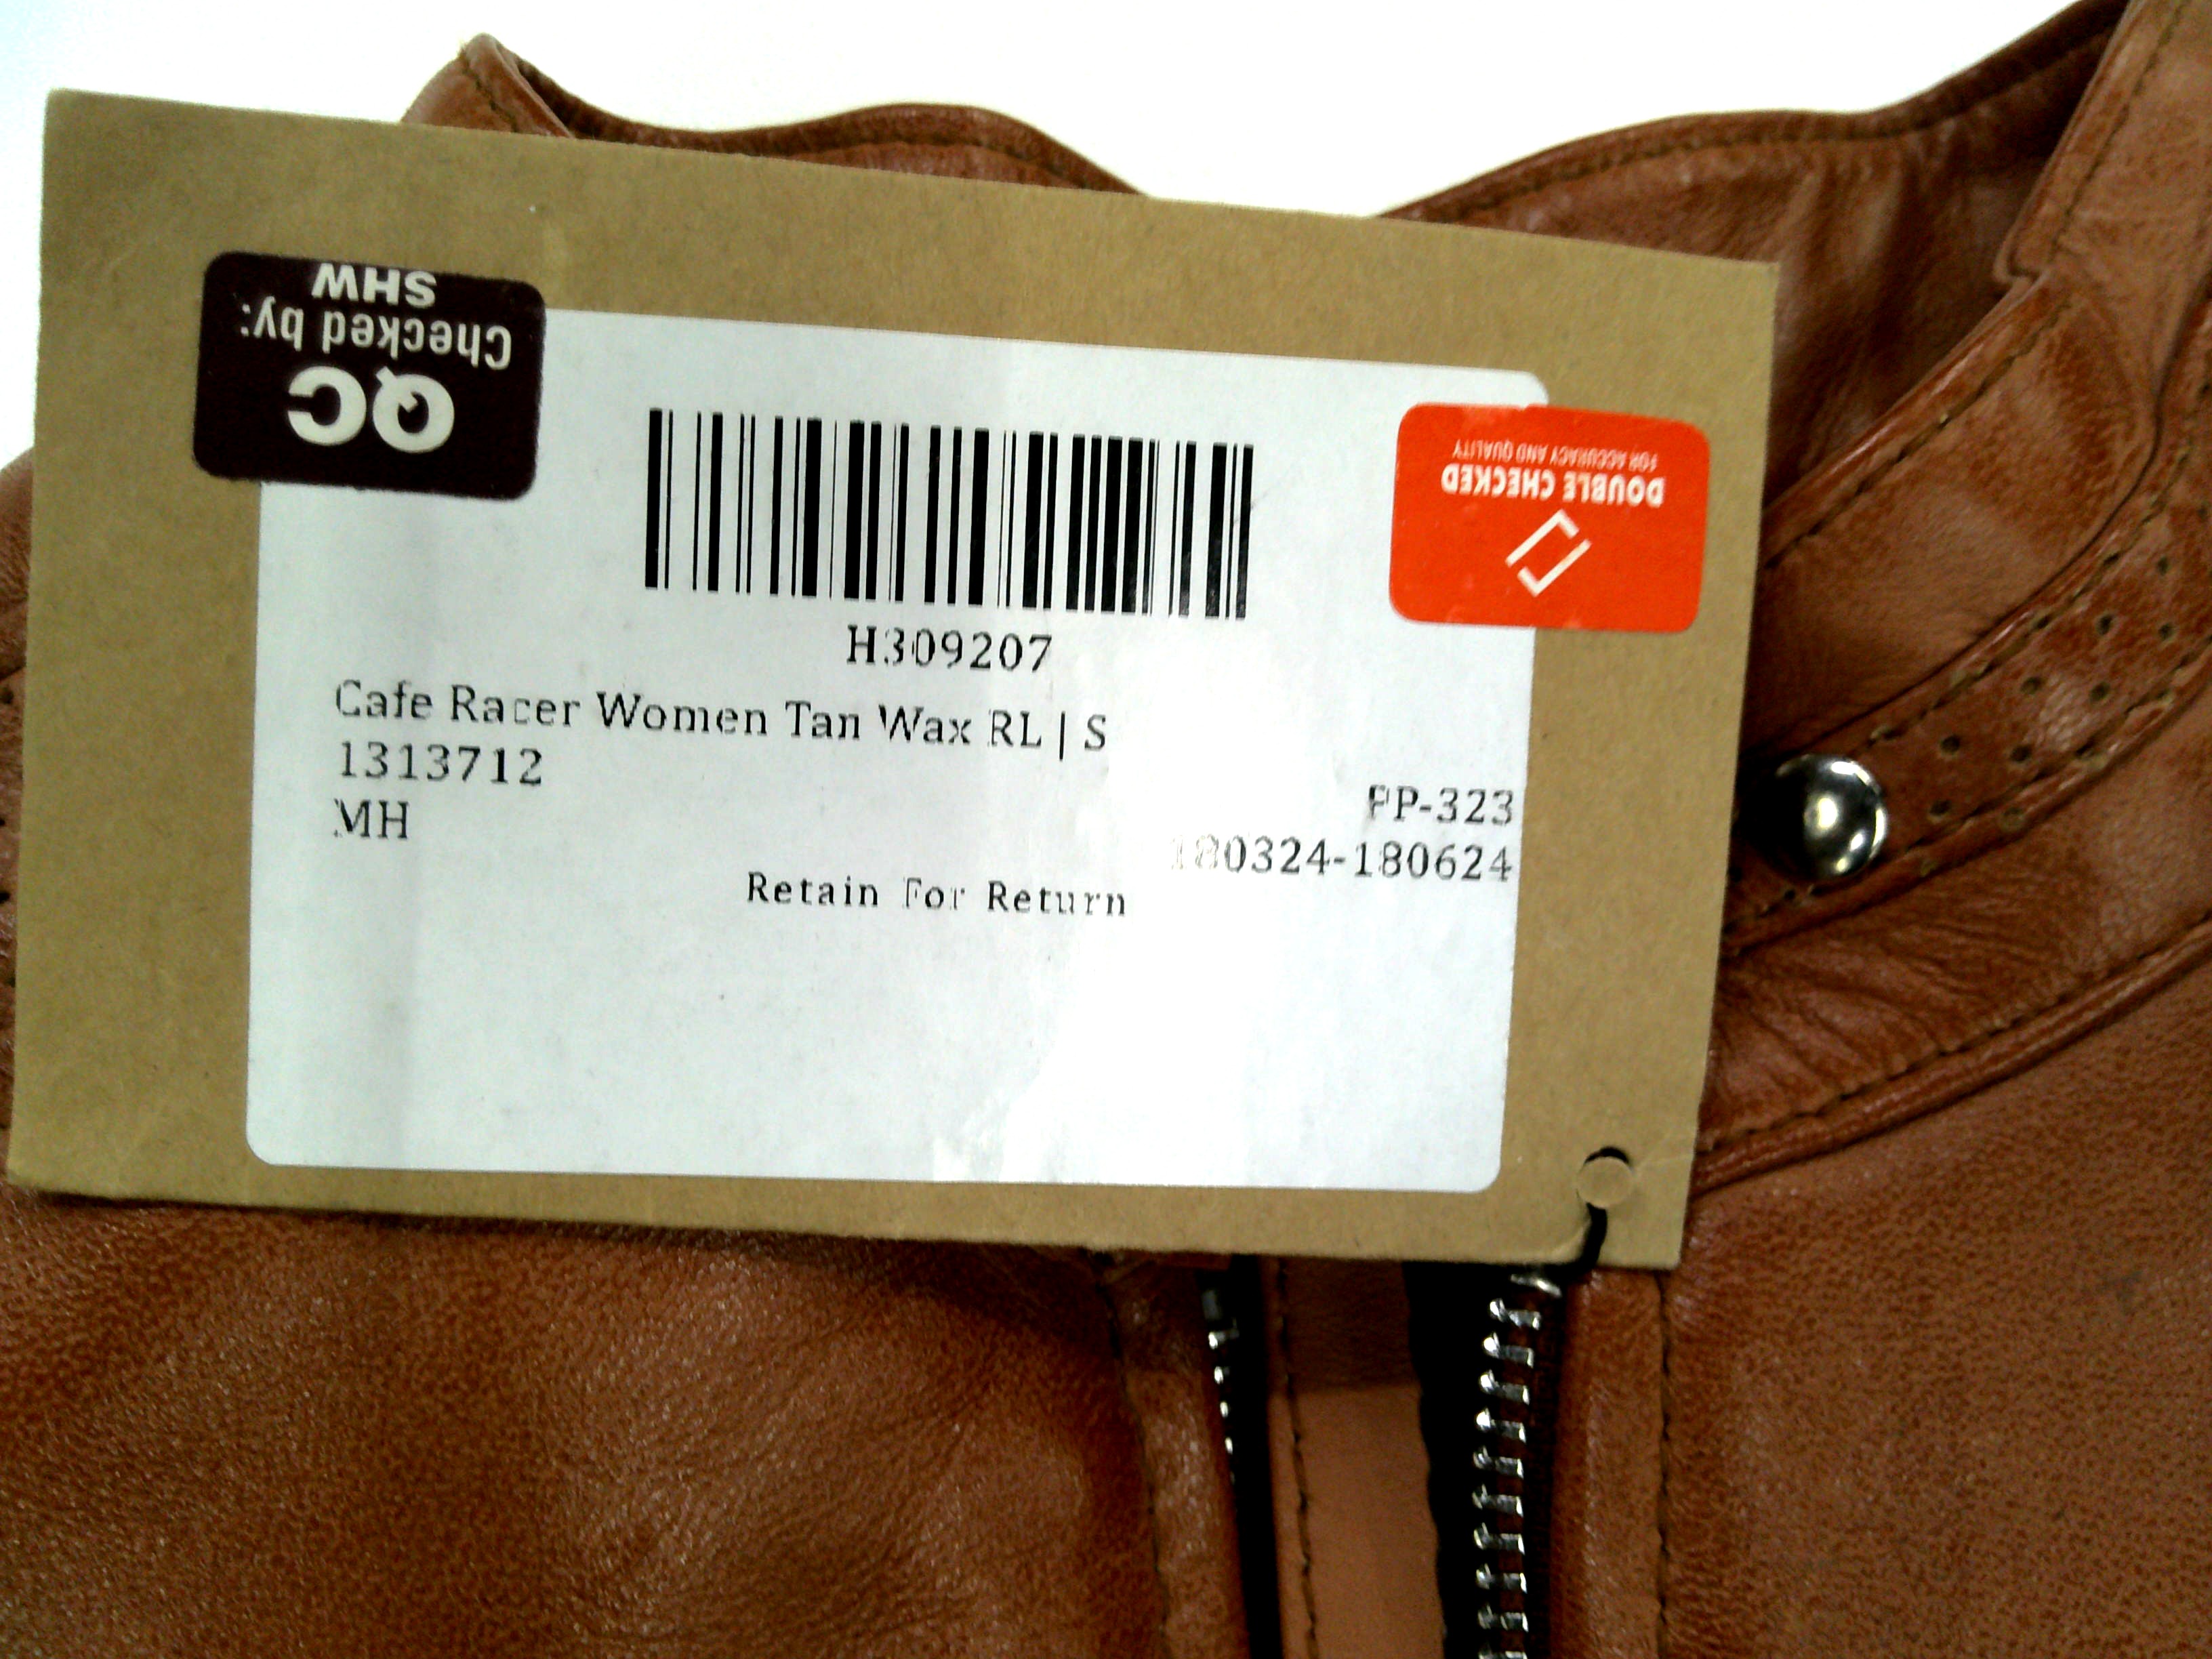 QC
Checked by:
SHW
DOUBLE CHECKED
FOR ACCURACY AND QUALITY
H309207
Cafe Racer Women Tan Wax RL | S
1313712
MH
PP-323
180324-180624
Retain For Return